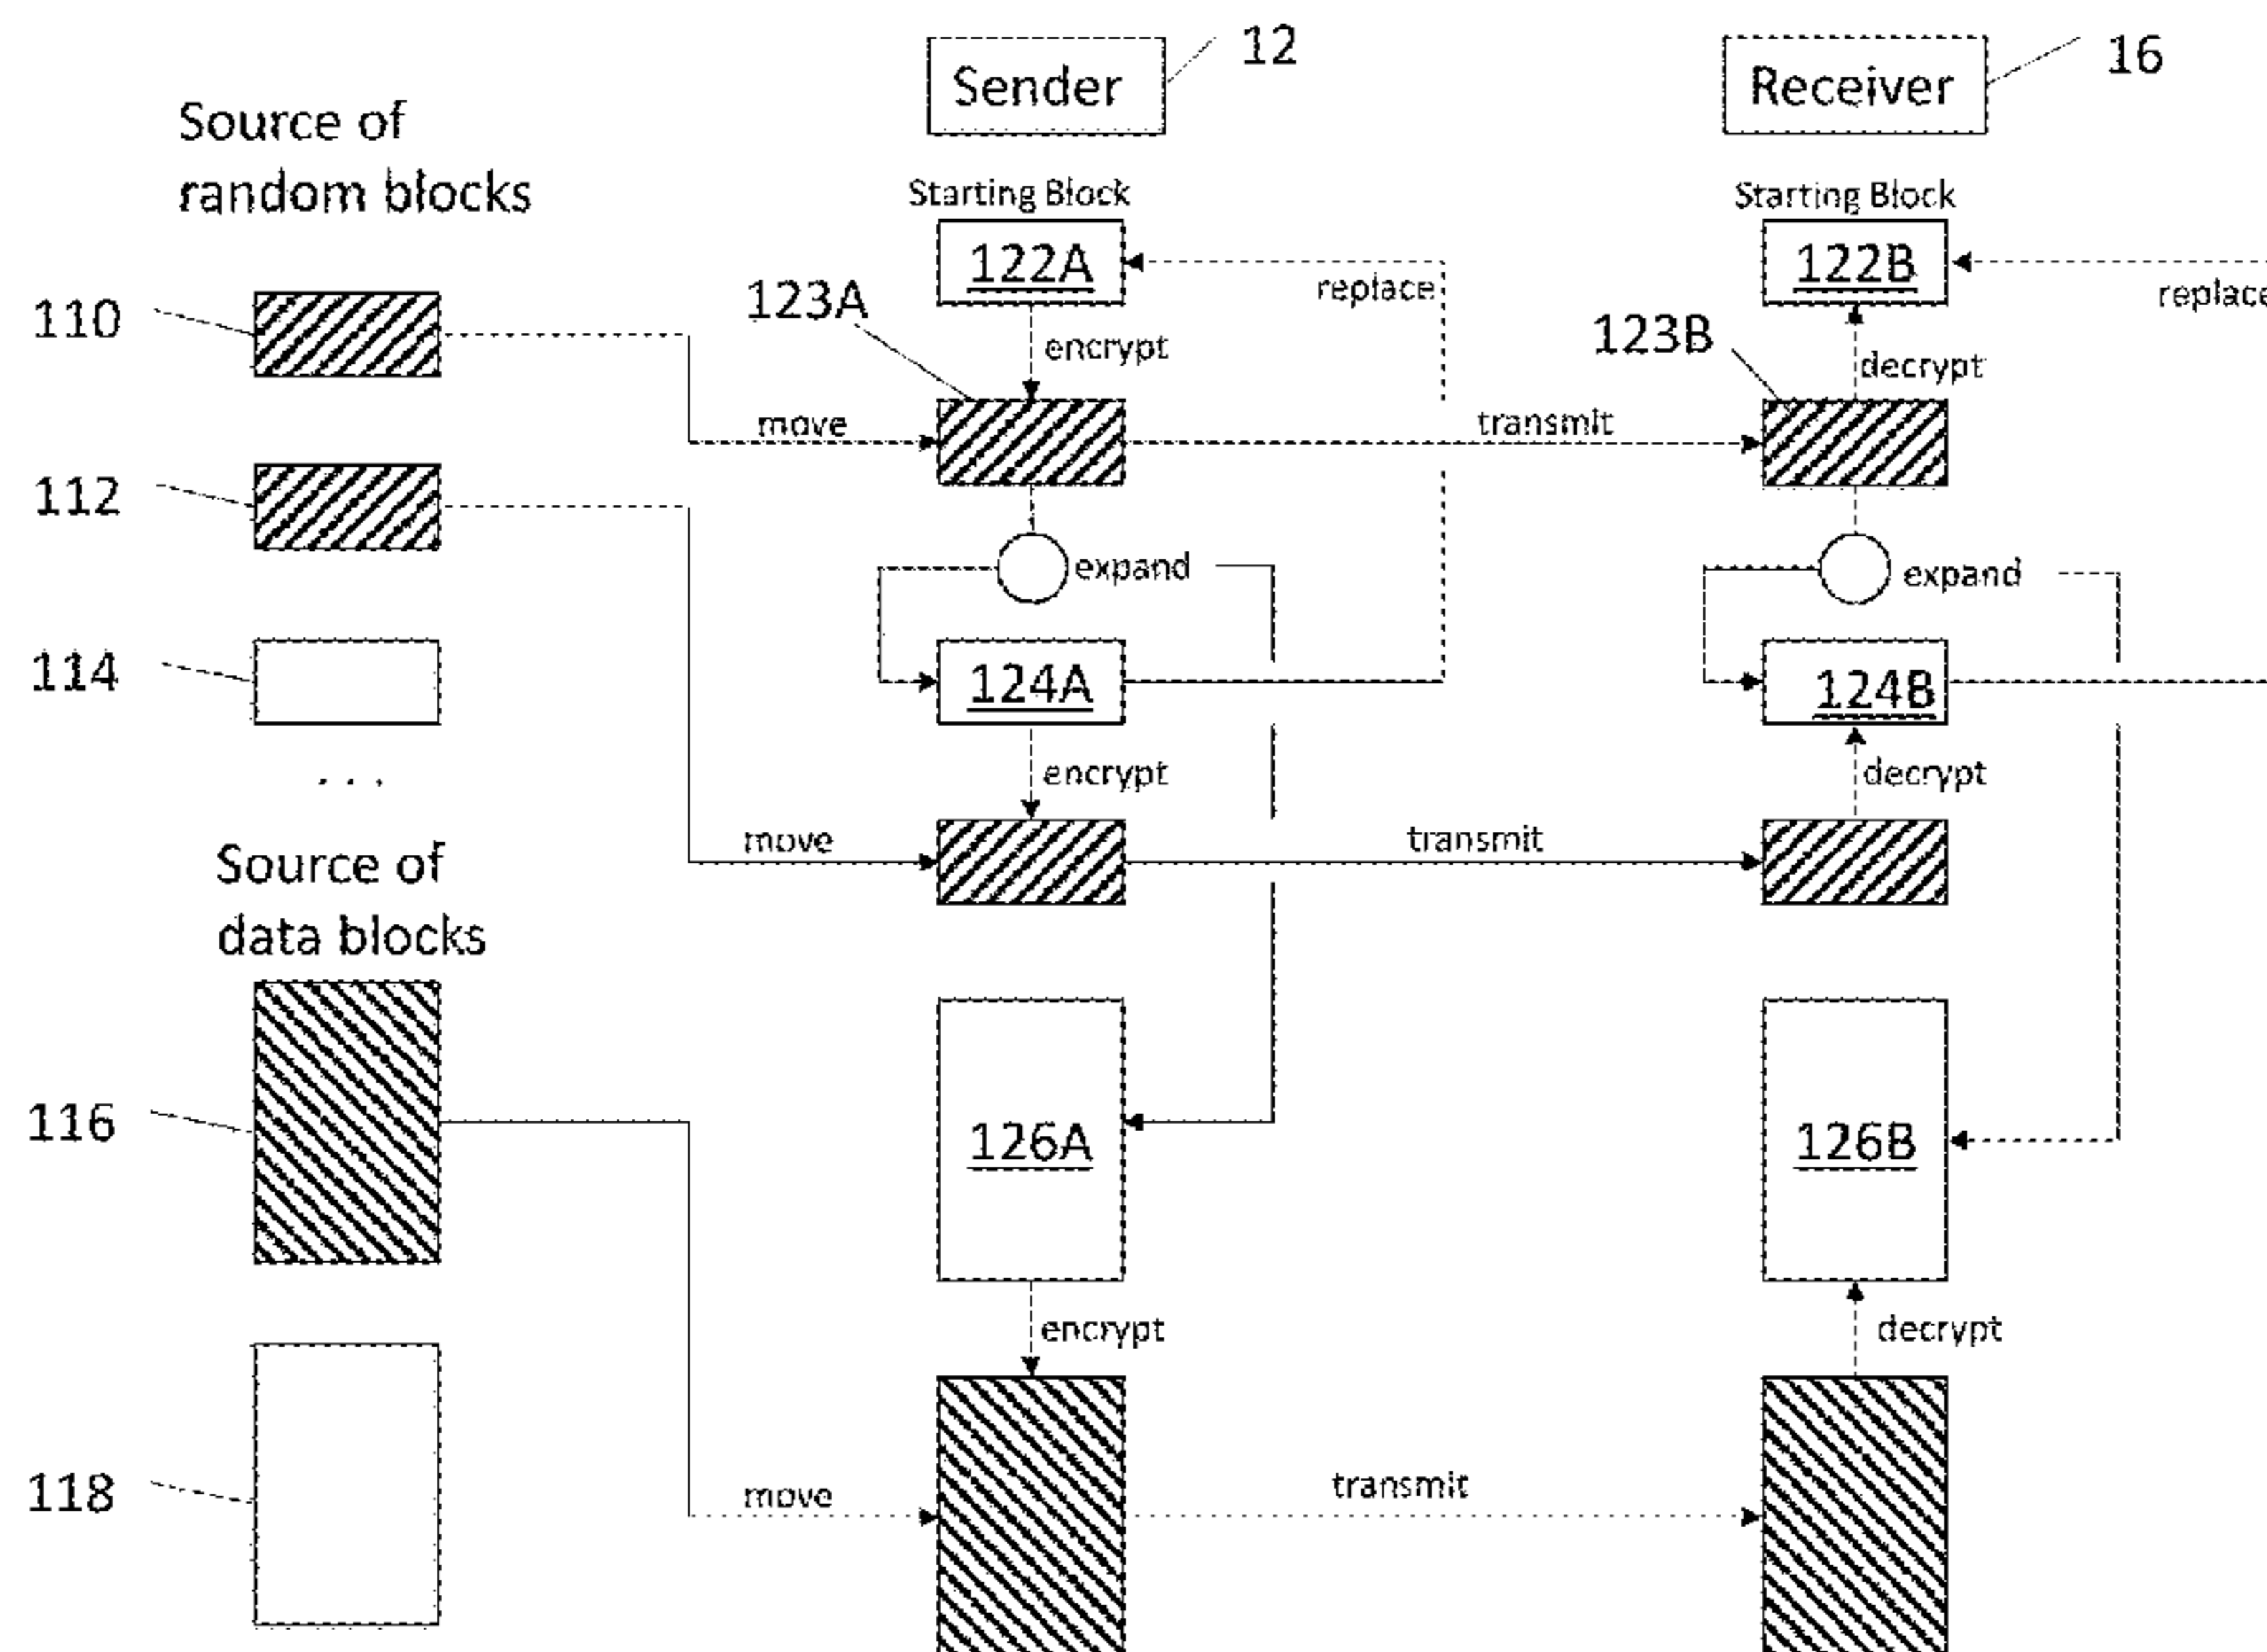 Sender
12
Receiver
16
Source of
random blocks
Starting Block
Starting Block
122A
122B
replace
replace
110
123A
123B
encrypt
decrypt
move
transmit
112
expand
expand
114
124A
124B
. . .
encrypt
decrypt
move
transmit
Source of
data blocks
116
126A
126B
encrypt
decrypt
118
move
transmit